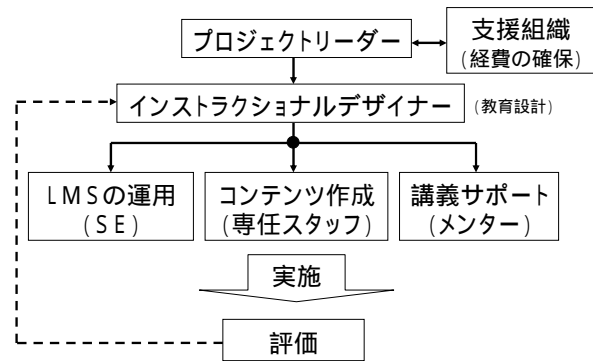 プロジェクトリーダー
支援組織
(経費の確保)
インストラクショナルデザイナー
(教育設計)
LMSの運用
(SE)
コンテンツ作成
(専任スタッフ)
講義サポート
(メンター)
実施
評価